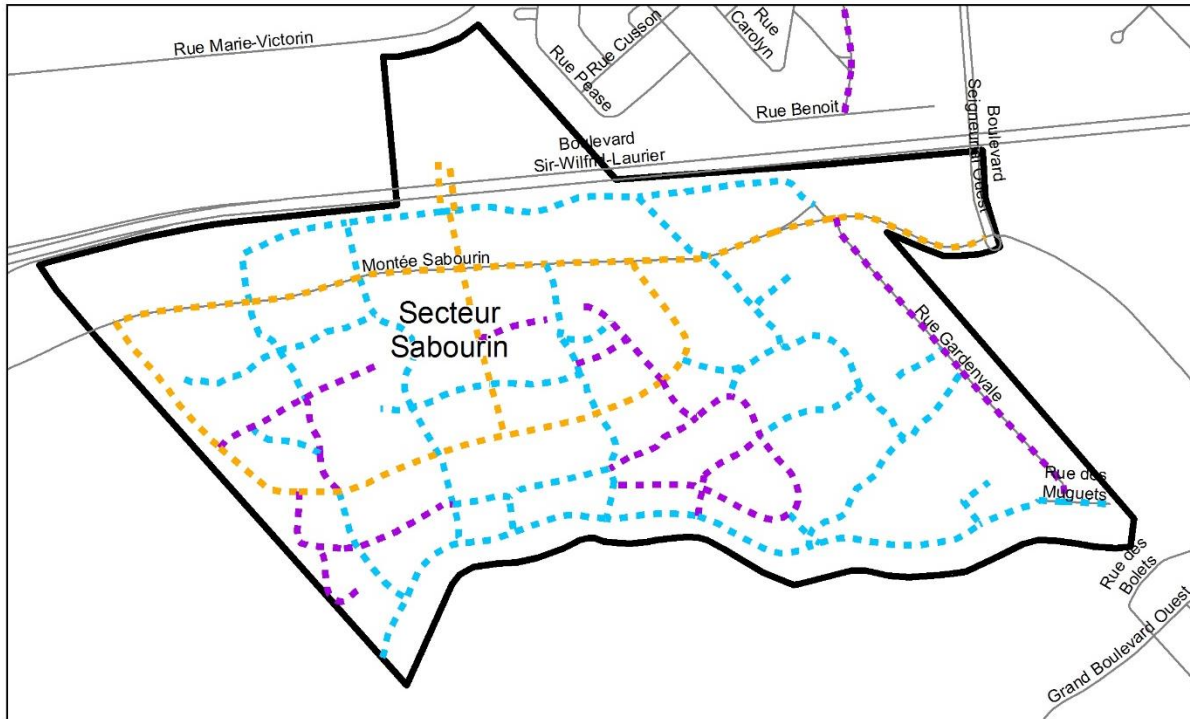 Rue Marie-Victorin
Rue Pease
Rue Cusson
Rue
Carolyn
Rue Benoit
Boulevard
Sir-Wilfrid-Laurier
Boulevard
Seigneurial Ouest
Montée Sabourin
Secteur
Sabourin
Rue Gardenvale
Rue des
Muguets
Rue des
Bolets
Grand Boulevard Ouest